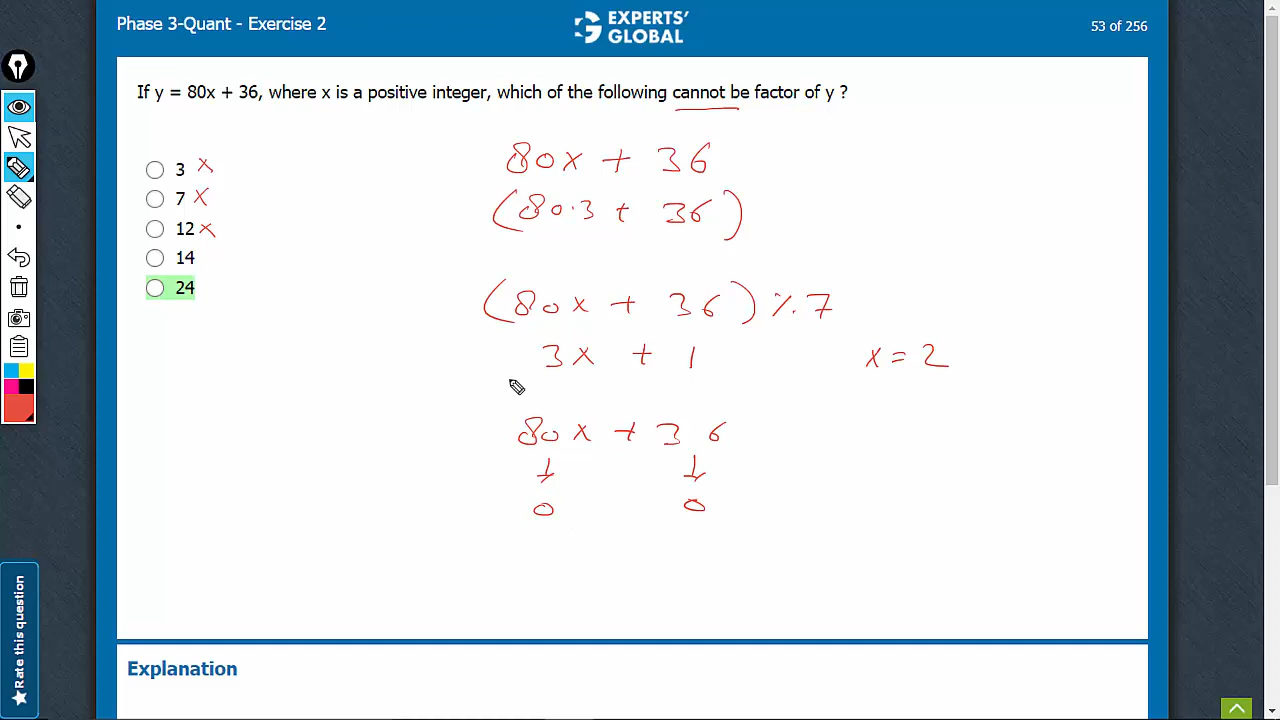 Phase 3-Quant - Exercise 2
EXPERTS' GLOBAL
53 of 256
If y = 80x + 36, where x is a positive integer, which of the following cannot be factor of y ?
3 x
7 x
12 x
14
24
80x + 36
(80·3 + 36)
(80x + 36) % 7
3x + 1
x = 2
80x + 36
0 0
Rate this question
Explanation